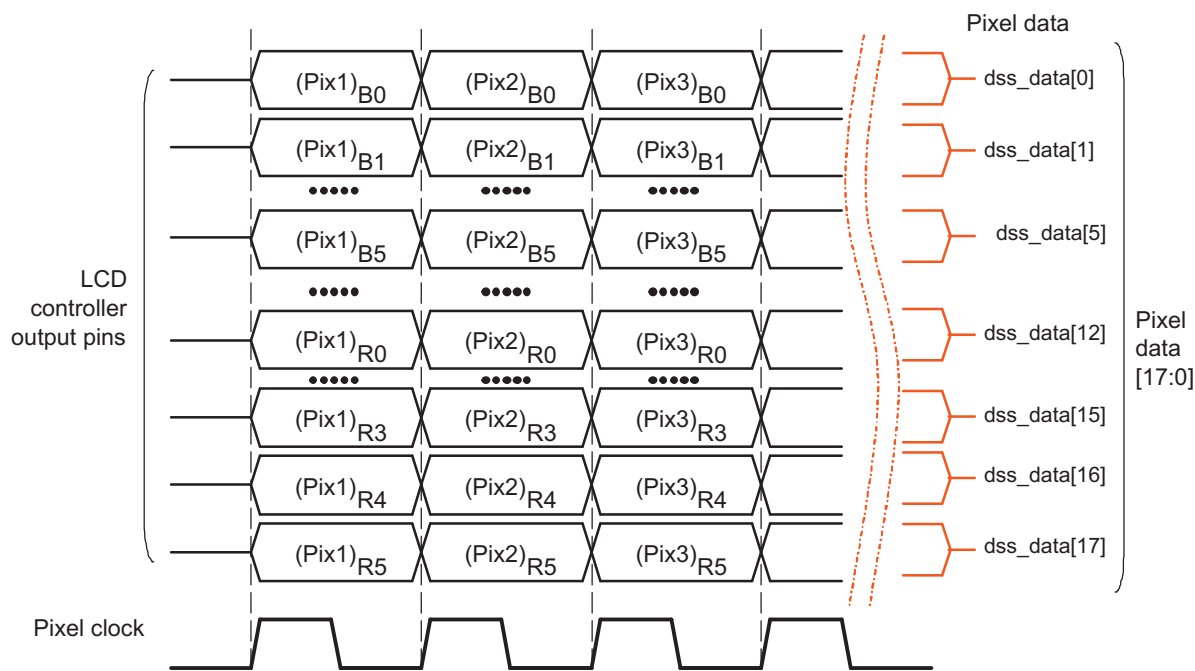 Pixel data
(Pix1)B0 (Pix2)B0 (Pix3)B0 dss_data[0]
(Pix1)B1 (Pix2)B1 (Pix3)B1 dss_data[1]
(Pix1)B5 (Pix2)B5 (Pix3)B5 dss_data[5]
LCD
controller
output pins
(Pix1)R0 (Pix2)R0 (Pix3)R0 dss_data[12]
Pixel
data
[17:0]
(Pix1)R3 (Pix2)R3 (Pix3)R3 dss_data[15]
(Pix1)R4 (Pix2)R4 (Pix3)R4 dss_data[16]
(Pix1)R5 (Pix2)R5 (Pix3)R5 dss_data[17]
Pixel clock